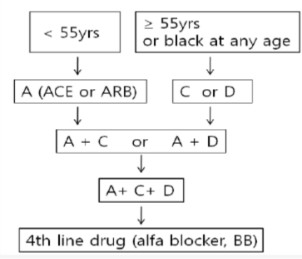 < 55yrs
≥ 55yrs
or black at any age
A (ACE or ARB)
C or D
A + C or A + D
A+ C+ D
4th line drug (alfa blocker, BB)